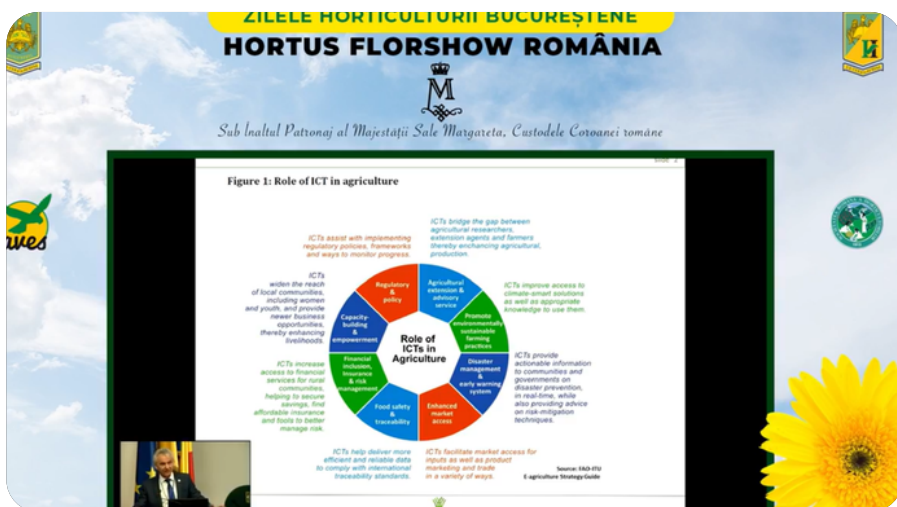 ZILELE HORTICULTURII BUCUREȘTENE
HORTUS FLORSHOW ROMÂNIA
M
Sub Înaltul Patronaj al Majestății Sale Margareta, Custodele Coroanei române
aves
Slide 2
Figure 1: Role of ICT in agriculture
ICTs assist with implementing
regulatory policies, frameworks
and ways to monitor progress.
ICTs bridge the gap between
agricultural researchers,
extension agents and farmers
thereby enchancing agricultural,
production.
ICTs
widen the reach
of local communities,
including women
and youth, and provide
newer business
opportunities,
thereby enhancing
livelihoods.
Regulatory
&
policy
Agricultural
extension &
advisory
service
ICTs improve access to
climate-smart solutions
as well as appropriate
knowledge to use them.
Capacity-
building
&
empowerment
Role of
ICTs in
Agriculture
Promote
environmentally
sustainable
farming
practices
ICTs increase
access to financial
services for rural
communities,
helping to secure
savings, find
affordable insurance
and tools to better
manage risk.
Financial
inclusion,
insurance
& risk
management
Disaster
management
&
early warning
system
ICTs provide
actionable information
to communities and
governments on
disaster prevention,
in real-time, while
also providing advice
on risk-mitigation
techniques.
Food safety
&
traceability
Enhanced
market
access
ICTs help deliver more
efficient and reliable data
to comply with international
traceability standards.
ICTs facilitate market access for
inputs as well as product
marketing and trade
in a variety of ways.
Source: FAO-ITU
E-agriculture Strategy Guide